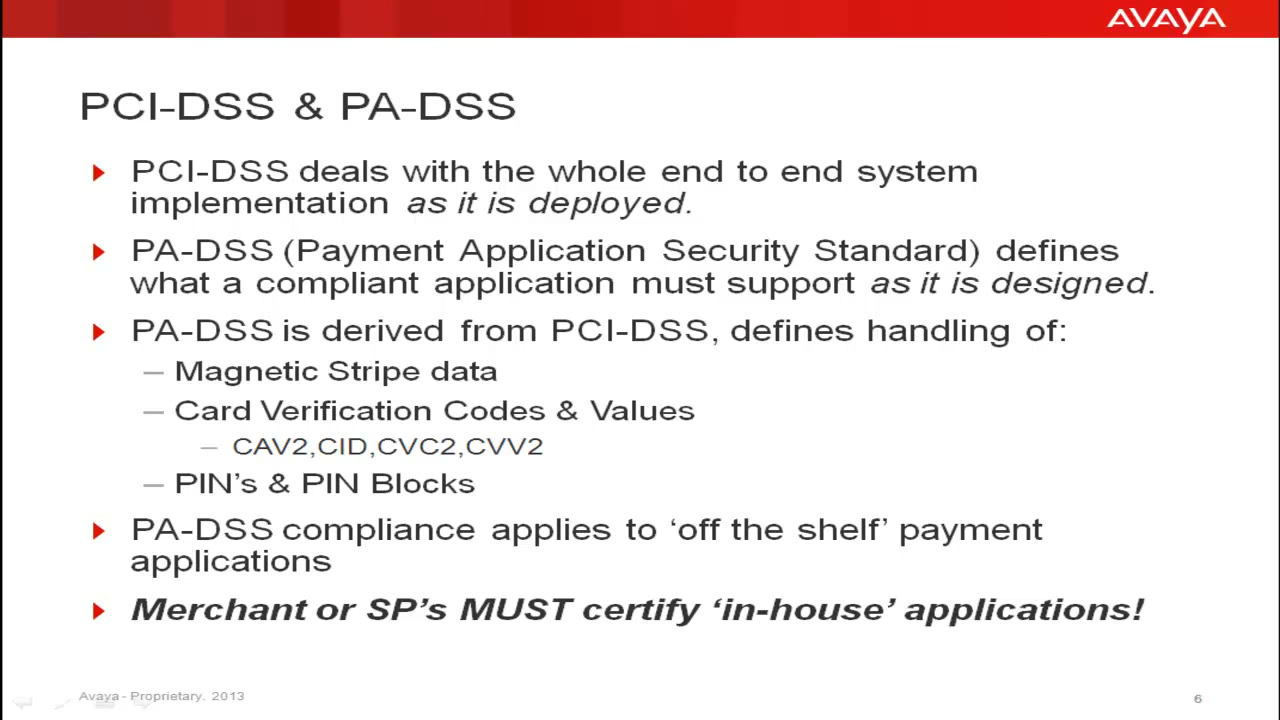 AVAYA
PCI-DSS & PA-DSS
PCI-DSS deals with the whole end to end system
implementation as it is deployed.
PA-DSS (Payment Application Security Standard) defines
what a compliant application must support as it is designed.
PA-DSS is derived from PCI-DSS, defines handling of:
– Magnetic Stripe data
– Card Verification Codes & Values
– CAV2,CID,CVC2,CVV2
– PIN's & PIN Blocks
PA-DSS compliance applies to ‘off the shelf’ payment
applications
Merchant or SP’s MUST certify ‘in-house’ applications!
Avaya - Proprietary. 2013
6